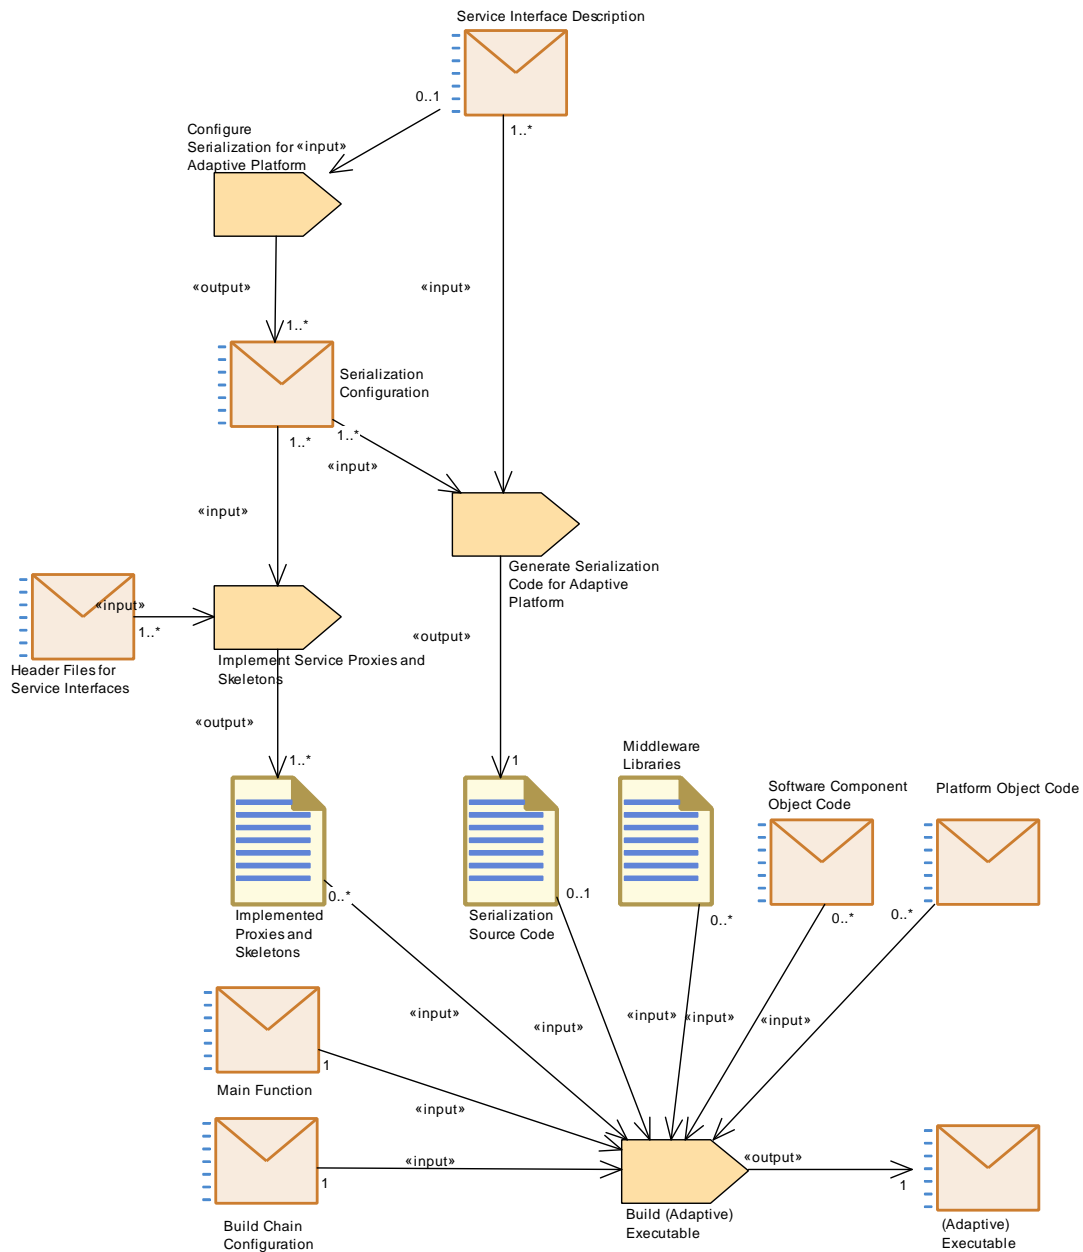 Service Interface Description
0..1
1..*
Configure
Serialization for «input»
Adaptive Platform
«output»
«input»
1..*
Serialization
Configuration
1..*
1..*
«input»
«input»
Generate Serialization
Code for Adaptive
Platform
«input»
1..*
Header Files for
Service Interfaces
Implement Service Proxies and
Skeletons
«output»
«output»
1..*
1
Middleware
Libraries
Software Component
Object Code
Platform Object Code
0..*
0..1
0..*
0..*
0..*
Implemented
Proxies and
Skeletons
Serialization
Source Code
«input»
«input»
«input»
«input»
«input»
1
Main Function
«input»
«input»
1
Build Chain
Configuration
«output»
1
Build (Adaptive)
Executable
(Adaptive)
Executable